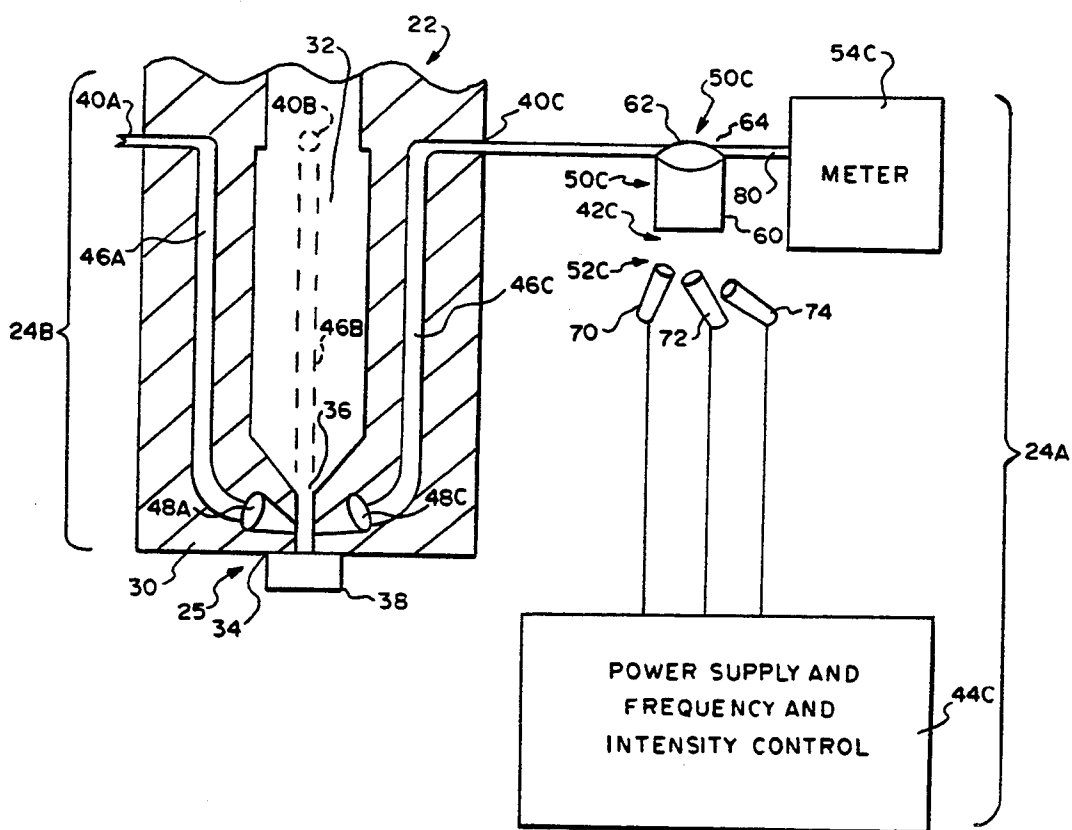 22
32
54C
40A
40B
40C
62
50C
64
METER
50C
80
42C
60
46A
52C
46C
24B
46B
70
72
74
36
24A
48A
48C
30
25
34
38
POWER SUPPLY AND
FREQUENCY AND
INTENSITY CONTROL
44C